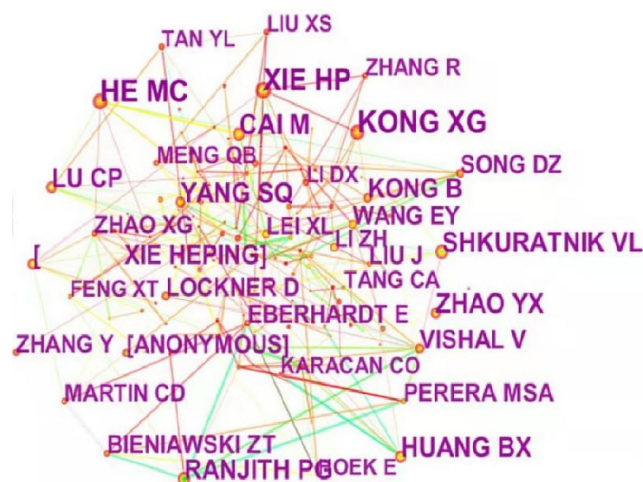 LIU XS
TAN YL
XIE HP
ZHANG R
HE MC
CAI M
KONG XG
MENG QB
SONG DZ
LI DX
LU CP
YANG SQ
KONG B
WANG EY
ZHAO XG
LEI XL
LI ZH
SHKURATNIK VL
[
XIE HEPING]
LIU J
TANG CA
FENG XT
LOCKNER D
ZHAO YX
EBERHARDT E
VISHAL V
ZHANG Y
[ANONYMOUS]
KARACAN CO
MARTIN CD
PERERA MSA
BIENIAWSKI ZT
HUANG BX
RANJITH PG
HOEK E